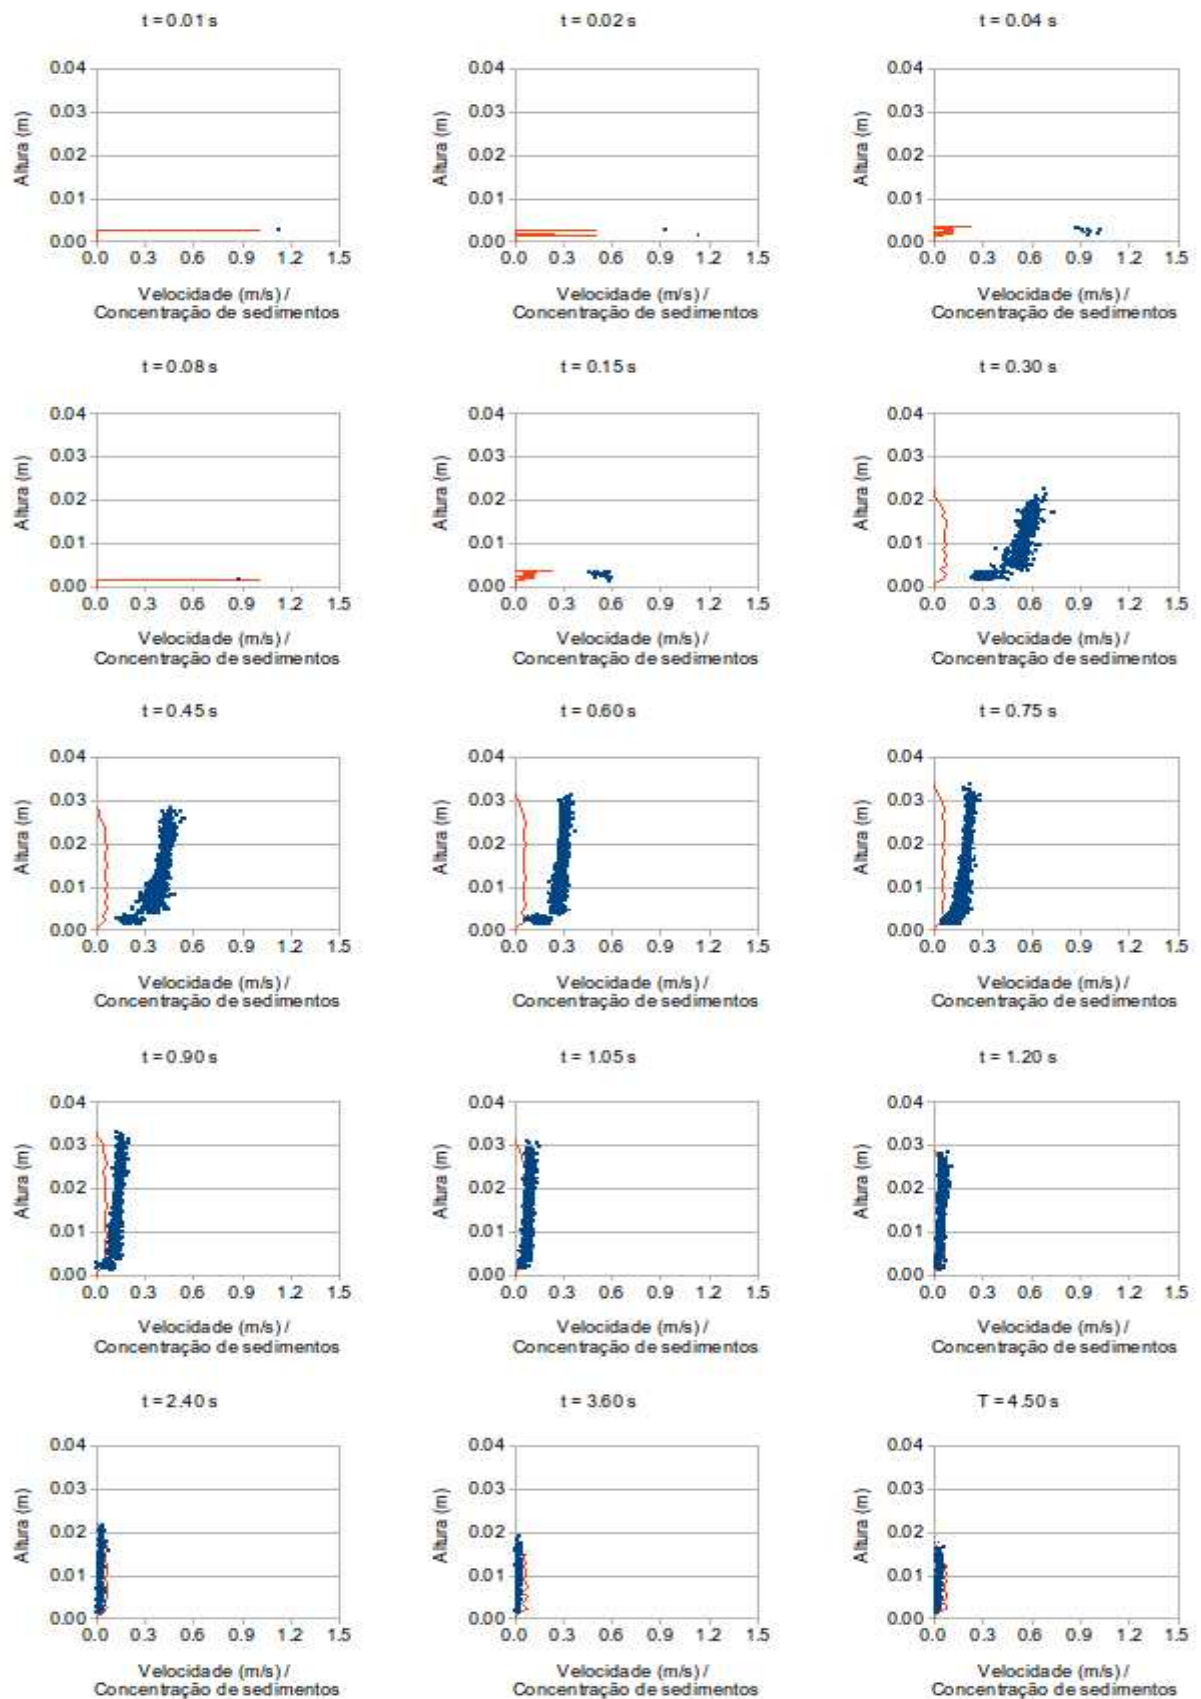 t = 0.01 s
t = 0.02 s
t = 0.04 s
Altura (m)
0.04
0.03
0.02
0.01
0.00
0.0 0.3 0.6 0.9 1.2 1.5
Velocidade (m/s) /
Concentração de sedimentos
Altura (m)
0.04
0.03
0.02
0.01
0.00
0.0 0.3 0.6 0.9 1.2 1.5
Velocidade (m/s) /
Concentração de sedimentos
Altura (m)
0.04
0.03
0.02
0.01
0.00
0.0 0.3 0.6 0.9 1.2 1.5
Velocidade (m/s) /
Concentração de sedimentos
t = 0.08 s
t = 0.15 s
t = 0.30 s
Altura (m)
0.04
0.03
0.02
0.01
0.00
0.0 0.3 0.6 0.9 1.2 1.5
Velocidade (m/s) /
Concentração de sedimentos
Altura (m)
0.04
0.03
0.02
0.01
0.00
0.0 0.3 0.6 0.9 1.2 1.5
Velocidade (m/s) /
Concentração de sedimentos
Altura (m)
0.04
0.03
0.02
0.01
0.00
0.0 0.3 0.6 0.9 1.2 1.5
Velocidade (m/s) /
Concentração de sedimentos
t = 0.45 s
t = 0.60 s
t = 0.75 s
Altura (m)
0.04
0.03
0.02
0.01
0.00
0.0 0.3 0.6 0.9 1.2 1.5
Velocidade (m/s) /
Concentração de sedimentos
Altura (m)
0.04
0.03
0.02
0.01
0.00
0.0 0.3 0.6 0.9 1.2 1.5
Velocidade (m/s) /
Concentração de sedimentos
Altura (m)
0.04
0.03
0.02
0.01
0.00
0.0 0.3 0.6 0.9 1.2 1.5
Velocidade (m/s) /
Concentração de sedimentos
t = 0.90 s
t = 1.05 s
t = 1.20 s
Altura (m)
0.04
0.03
0.02
0.01
0.00
0.0 0.3 0.6 0.9 1.2 1.5
Velocidade (m/s) /
Concentração de sedimentos
Altura (m)
0.04
0.03
0.02
0.01
0.00
0.0 0.3 0.6 0.9 1.2 1.5
Velocidade (m/s) /
Concentração de sedimentos
Altura (m)
0.04
0.03
0.02
0.01
0.00
0.0 0.3 0.6 0.9 1.2 1.5
Velocidade (m/s) /
Concentração de sedimentos
t = 2.40 s
t = 3.60 s
T = 4.50 s
Altura (m)
0.04
0.03
0.02
0.01
0.00
0.0 0.3 0.6 0.9 1.2 1.5
Velocidade (m/s) /
Concentração de sedimentos
Altura (m)
0.04
0.03
0.02
0.01
0.00
0.0 0.3 0.6 0.9 1.2 1.5
Velocidade (m/s) /
Concentração de sedimentos
Altura (m)
0.04
0.03
0.02
0.01
0.00
0.0 0.3 0.6 0.9 1.2 1.5
Velocidade (m/s) /
Concentração de sedimentos